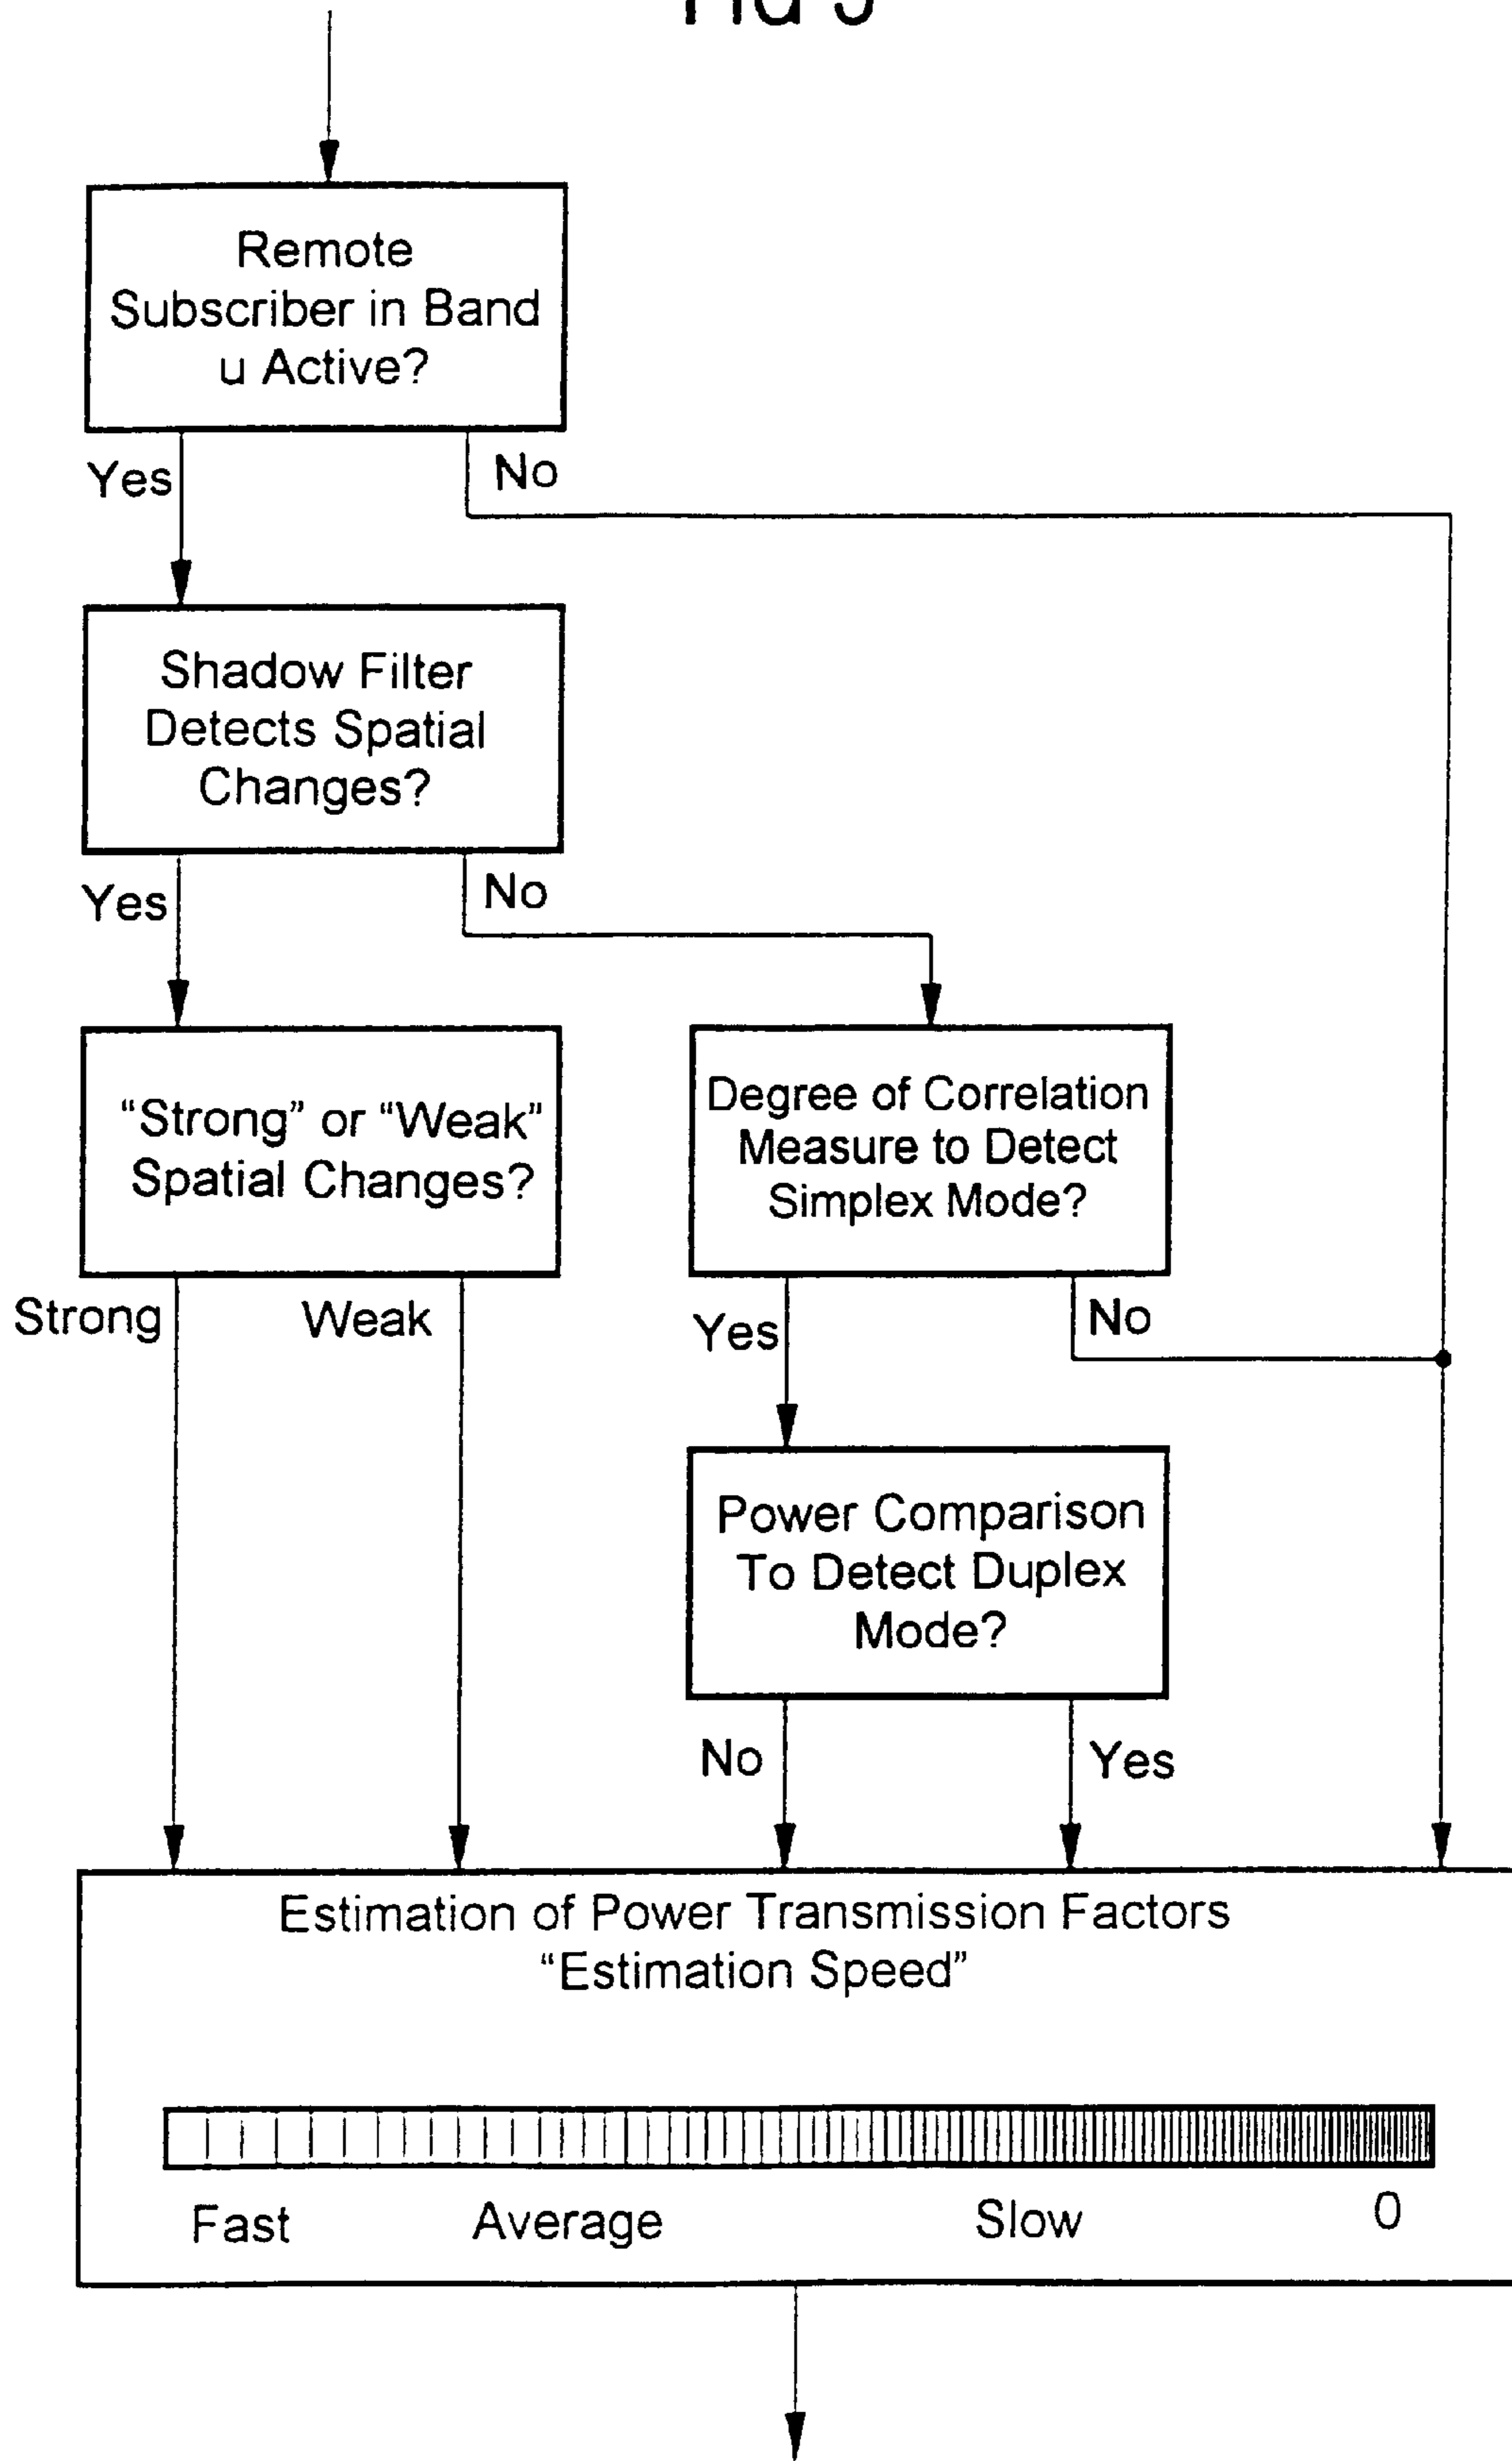 Remote
Subscriber in Band
u Active?
Yes
No
Shadow Filter
Detects Spatial
Changes?
Yes
No
“Strong” or “Weak”
Spatial Changes?
Degree of Correlation
Measure to Detect
Simplex Mode?
Strong
Weak
Yes
No
Power Comparison
To Detect Duplex
Mode?
No
Yes
Estimation of Power Transmission Factors
“Estimation Speed”
Fast
Average
Slow
0